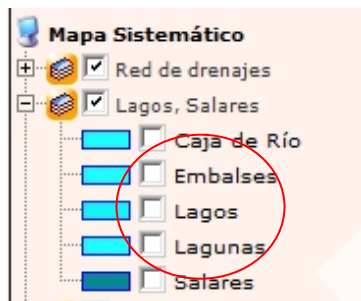 Mapa Sistemático
Red de drenajes
Lagos, Salares
Caja de Río
Embalses
Lagos
Lagunas
Salares